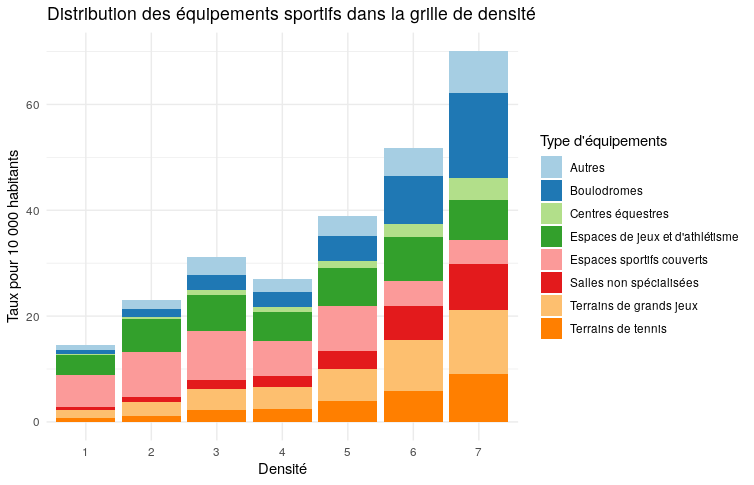 Distribution des équipements sportifs dans la grille de densité
Taux pour 10 000 habitants
60
40
20
0
1 2 3 4 5 6 7
Densité
Type d'équipements
Autres
Boulodromes
Centres équestres
Espaces de jeux et d'athlétisme
Espaces sportifs couverts
Salles non spécialisées
Terrains de grands jeux
Terrains de tennis